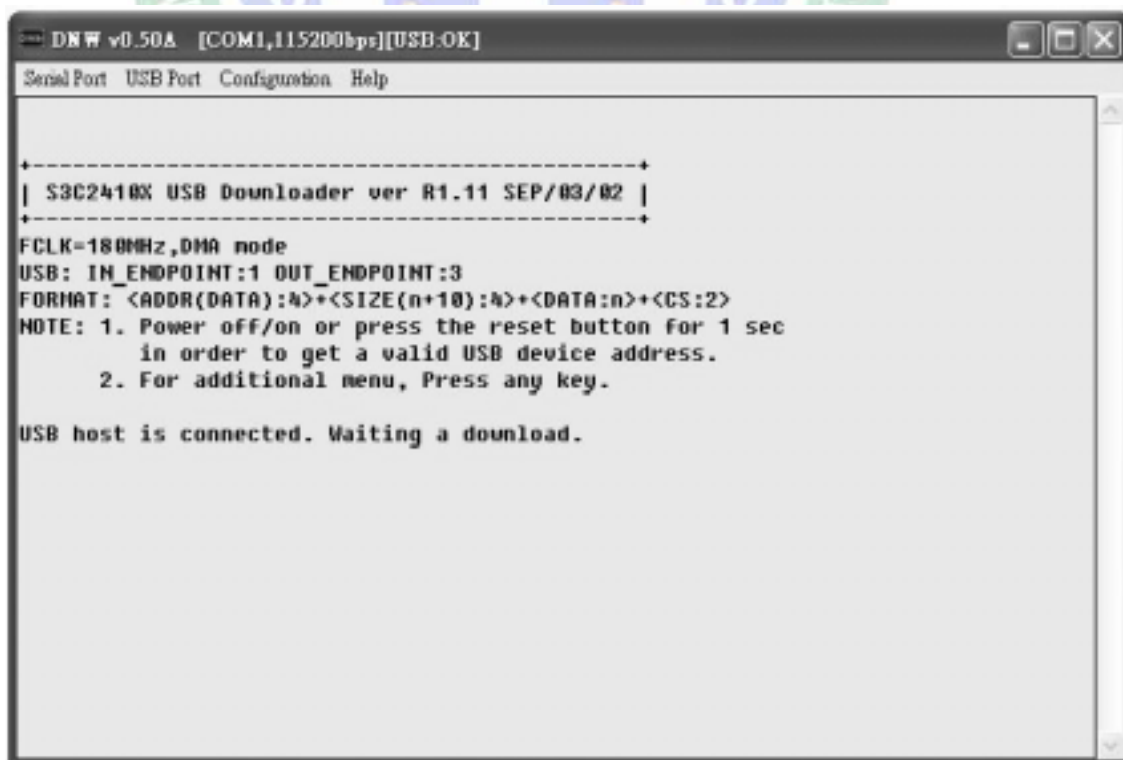 DNW v0.50A [COM1,115200bps][USB:OK]
Serial Port USB Port Configuration Help
+---------------------------------------------+
| S3C2410X USB Downloader ver R1.11 SEP/03/02 |
+---------------------------------------------+
FCLK=180MHz,DMA mode
USB: IN_ENDPOINT:1 OUT_ENDPOINT:3
FORMAT: <ADDR(DATA):4>+<SIZE(n+10):4>+<DATA:n>+<CS:2>
NOTE: 1. Power off/on or press the reset button for 1 sec
in order to get a valid USB device address.
2. For additional menu, Press any key.
USB host is connected. Waiting a download.